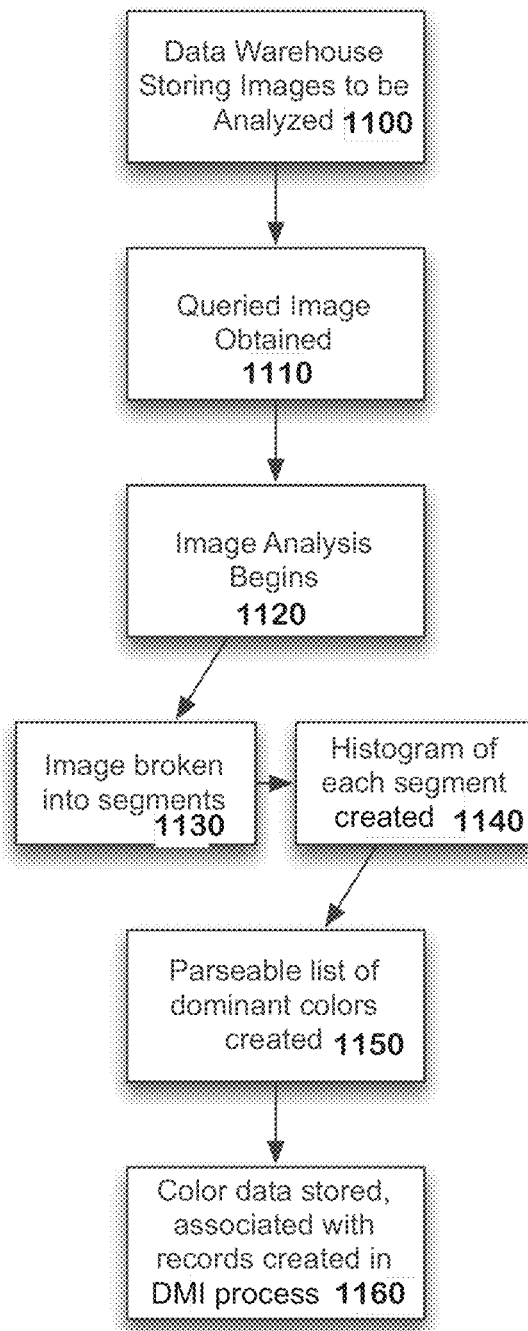 Data Warehouse
Storing Images to be
Analyzed 1100
Queried Image
Obtained
1110
Image Analysis
Begins
1120
Image broken
into segments
1130
Histogram of
each segment
created 1140
Parseable list of
dominant colors
created 1150
Color data stored,
associated with
records created in
DMI process 1160